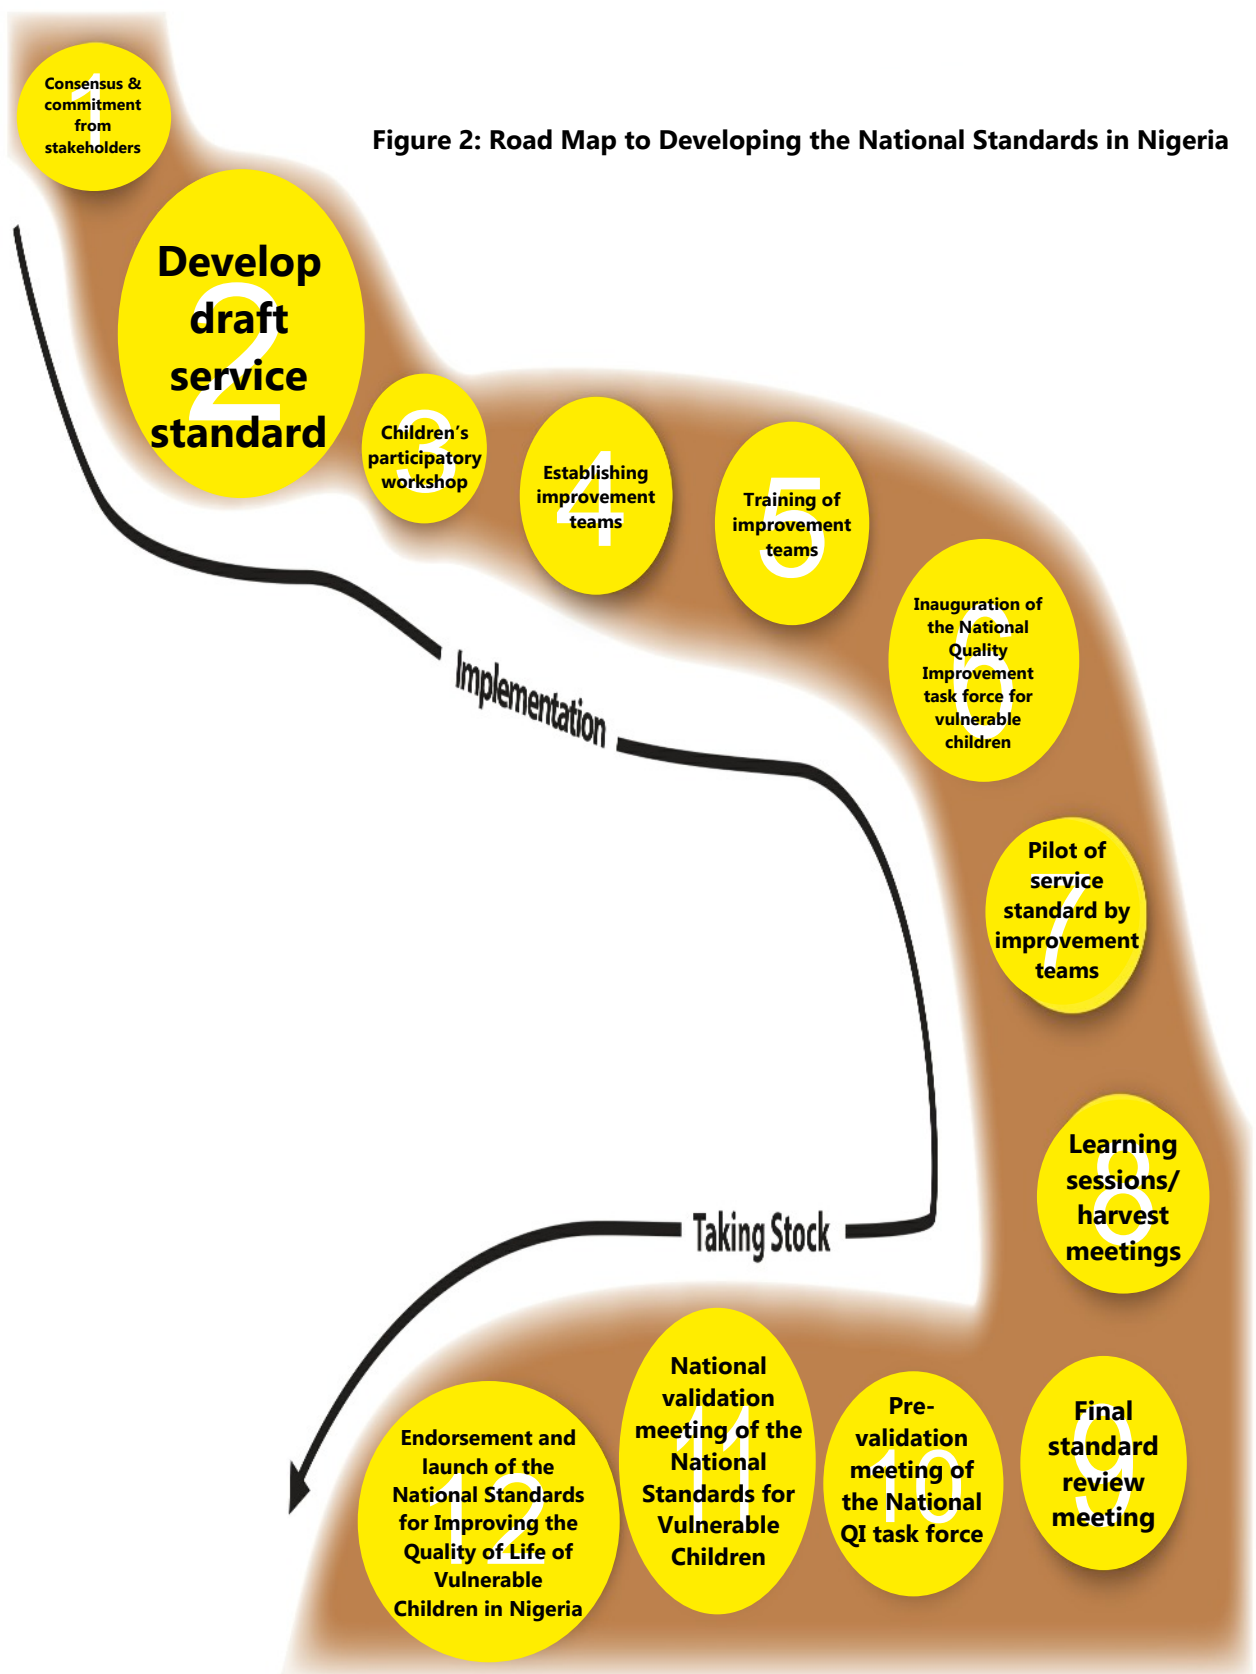 Figure 2: Road Map to Developing the National Standards in Nigeria
1
Consensus &
commitment
from
stakeholders
2
Develop
draft
service
standard
3
Children’s
participatory
workshop
4
Establishing
improvement
teams
5
Training of
improvement
teams
6
Inauguration of
the National
Quality
Improvement
task force for
vulnerable
children
Implementation
7
Pilot of
service
standard by
improvement
teams
8
Learning
sessions/
harvest
meetings
Taking Stock
9
Final
standard
review
meeting
10
Pre-
validation
meeting of
the National
QI task force
11
National
validation
meeting of the
National
Standards for
Vulnerable
Children
12
Endorsement and
launch of the
National Standards
for Improving the
Quality of Life of
Vulnerable
Children in Nigeria